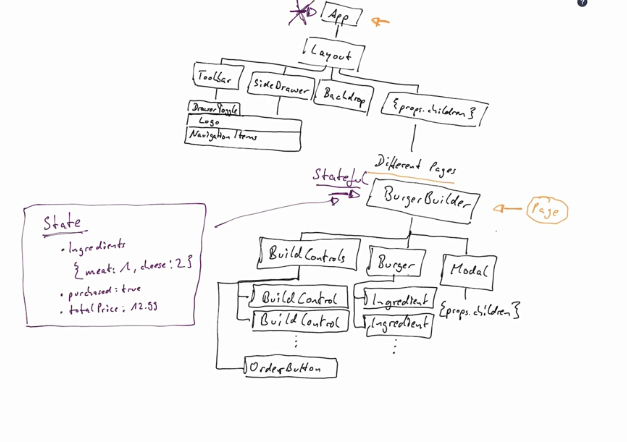 App
Layout
Toolbar
SideDrawer
Backdrop
{props.children}
DrawerToggle
Logo
Navigation Items
Different Pages
Stateful
BurgerBuilder
Page
State
• Ingredients
{meat: 1, cheese: 2}
• purchased: true
• totalPrice: 12.99
BuildControls
Burger
Modal
BuildControl
Ingredient
{props.children}
BuildControl
Ingredient
OrderButton